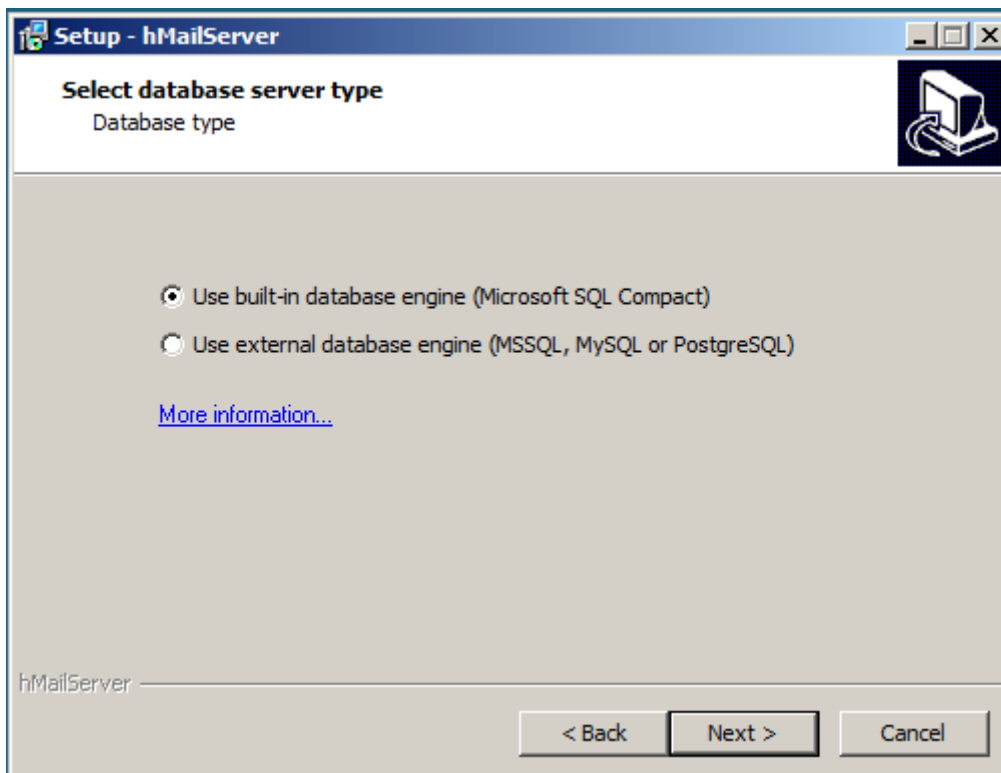 Setup - hMailServer
Select database server type
Database type
Use built-in database engine (Microsoft SQL Compact)
Use external database engine (MSSQL, MySQL or PostgreSQL)
More information...
hMailServer
< Back
Next >
Cancel